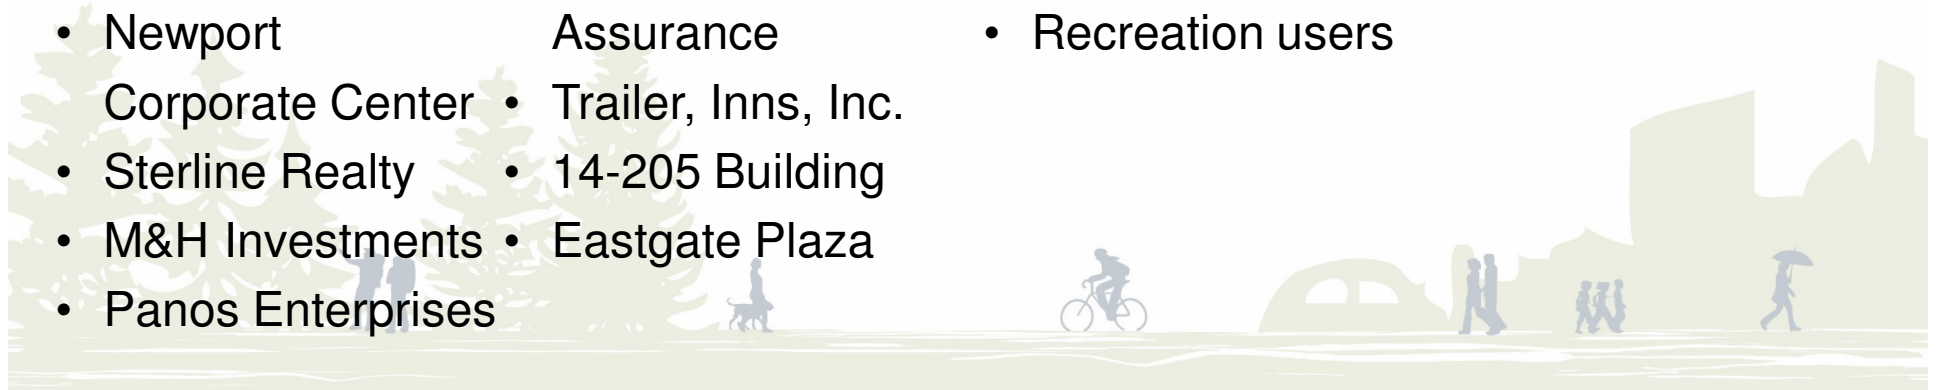 • Newport
Corporate Center
• Sterline Realty
• M&H Investments
• Panos Enterprises
Assurance
• Trailer, Inns, Inc.
• 14-205 Building
• Eastgate Plaza
• Recreation users